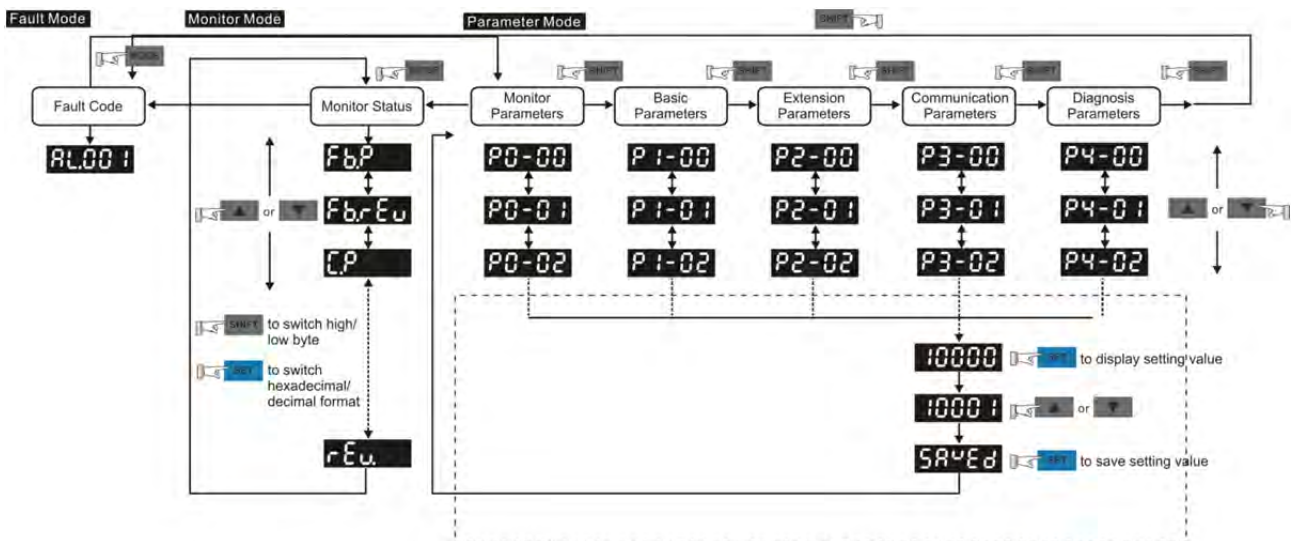 Fault Mode Monitor Mode Parameter Mode SHIFT
MODE MODE SHIFT SHIFT SHIFT SHIFT SHIFT
Fault Code Monitor Status Monitor Parameters Basic Parameters Extension Parameters Communication Parameters Diagnosis Parameters
AL.001 Fb.P P0-00 P1-00 P2-00 P3-00 P4-00
▲ or ▼ Fb.rEu P0-01 P1-01 P2-01 P3-01 P4-01 ▲ or ▼
C.P P0-02 P1-02 P2-02 P3-02 P4-02
SHIFT to switch high/
low byte
SET to switch
hexadecimal/
decimal format
10000 SET to display setting value
10001 ▲ or ▼
rEu. SAvEd SET to save setting value